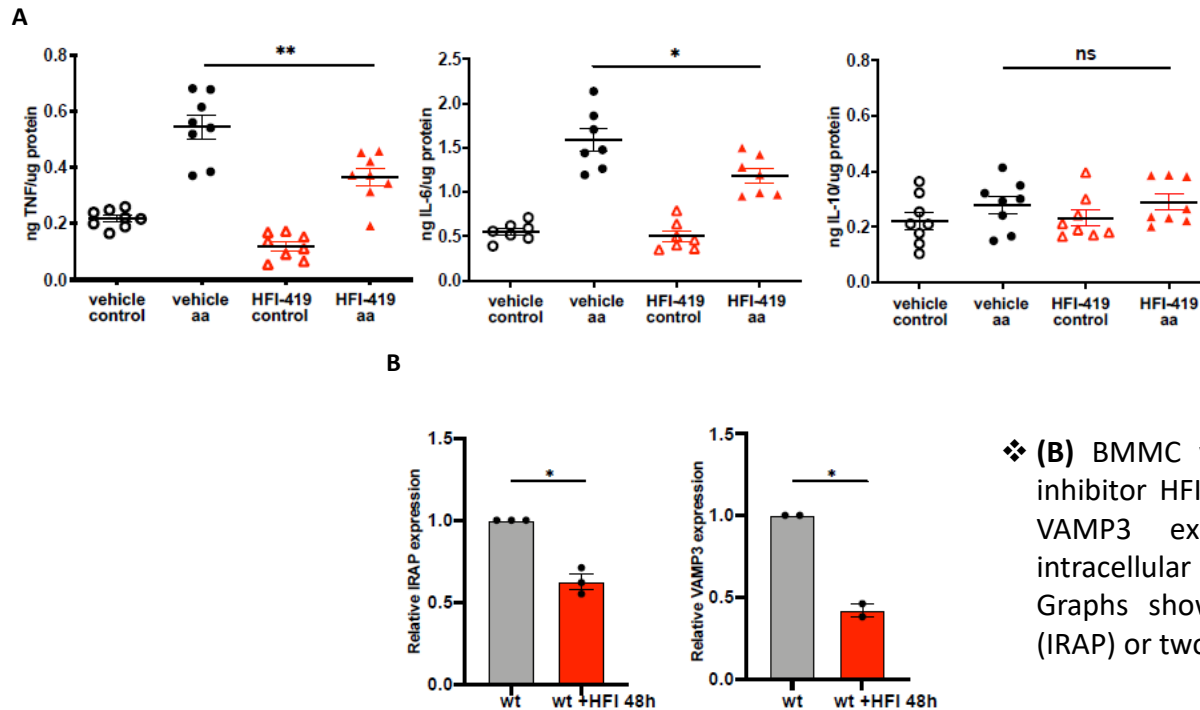 A
**
*
ns
0.8
0.6
0.4
0.2
0.0
ng TNF/ug protein
vehicle control
vehicle aa
HFI-419 control
HFI-419 aa
2.5
2.0
1.5
1.0
0.5
0.0
ng IL-6/ug protein
vehicle control
vehicle aa
HFI-419 control
HFI-419 aa
0.8
0.6
0.4
0.2
0.0
ng IL-10/ug protein
vehicle control
vehicle aa
HFI-419 control
HFI-419 aa
B
1.5
1.0
0.5
0.0
Relative IRAP expression
*
wt
wt +HFI 48h
1.5
1.0
0.5
0.0
Relative VAMP3 expression
*
wt
wt +HFI 48h
❖ (B) BMMC
inhibitor HFI
VAMP3 ex
intracellular
Graphs show
(IRAP) or two